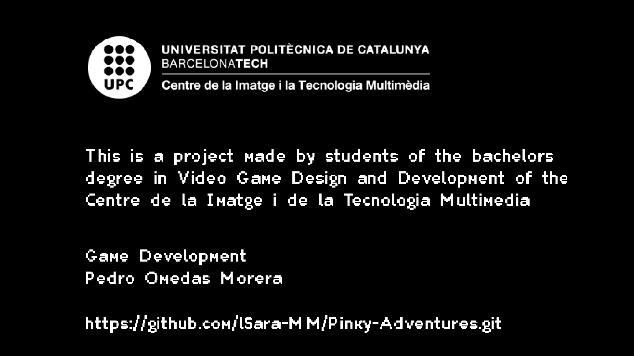 UPC
UNIVERSITAT POLITÈCNICA DE CATALUNYA
BARCELONATECH
Centre de la Imatge i la Tecnologia Multimèdia
This is a project made by students of the bachelors
degree in Video Game Design and Development of the
Centre de la Imatge i de la Tecnologia Multimedia
Game Development
Pedro Omedas Morera
https://github.com/lSara-MM/Pinky-Adventures.git